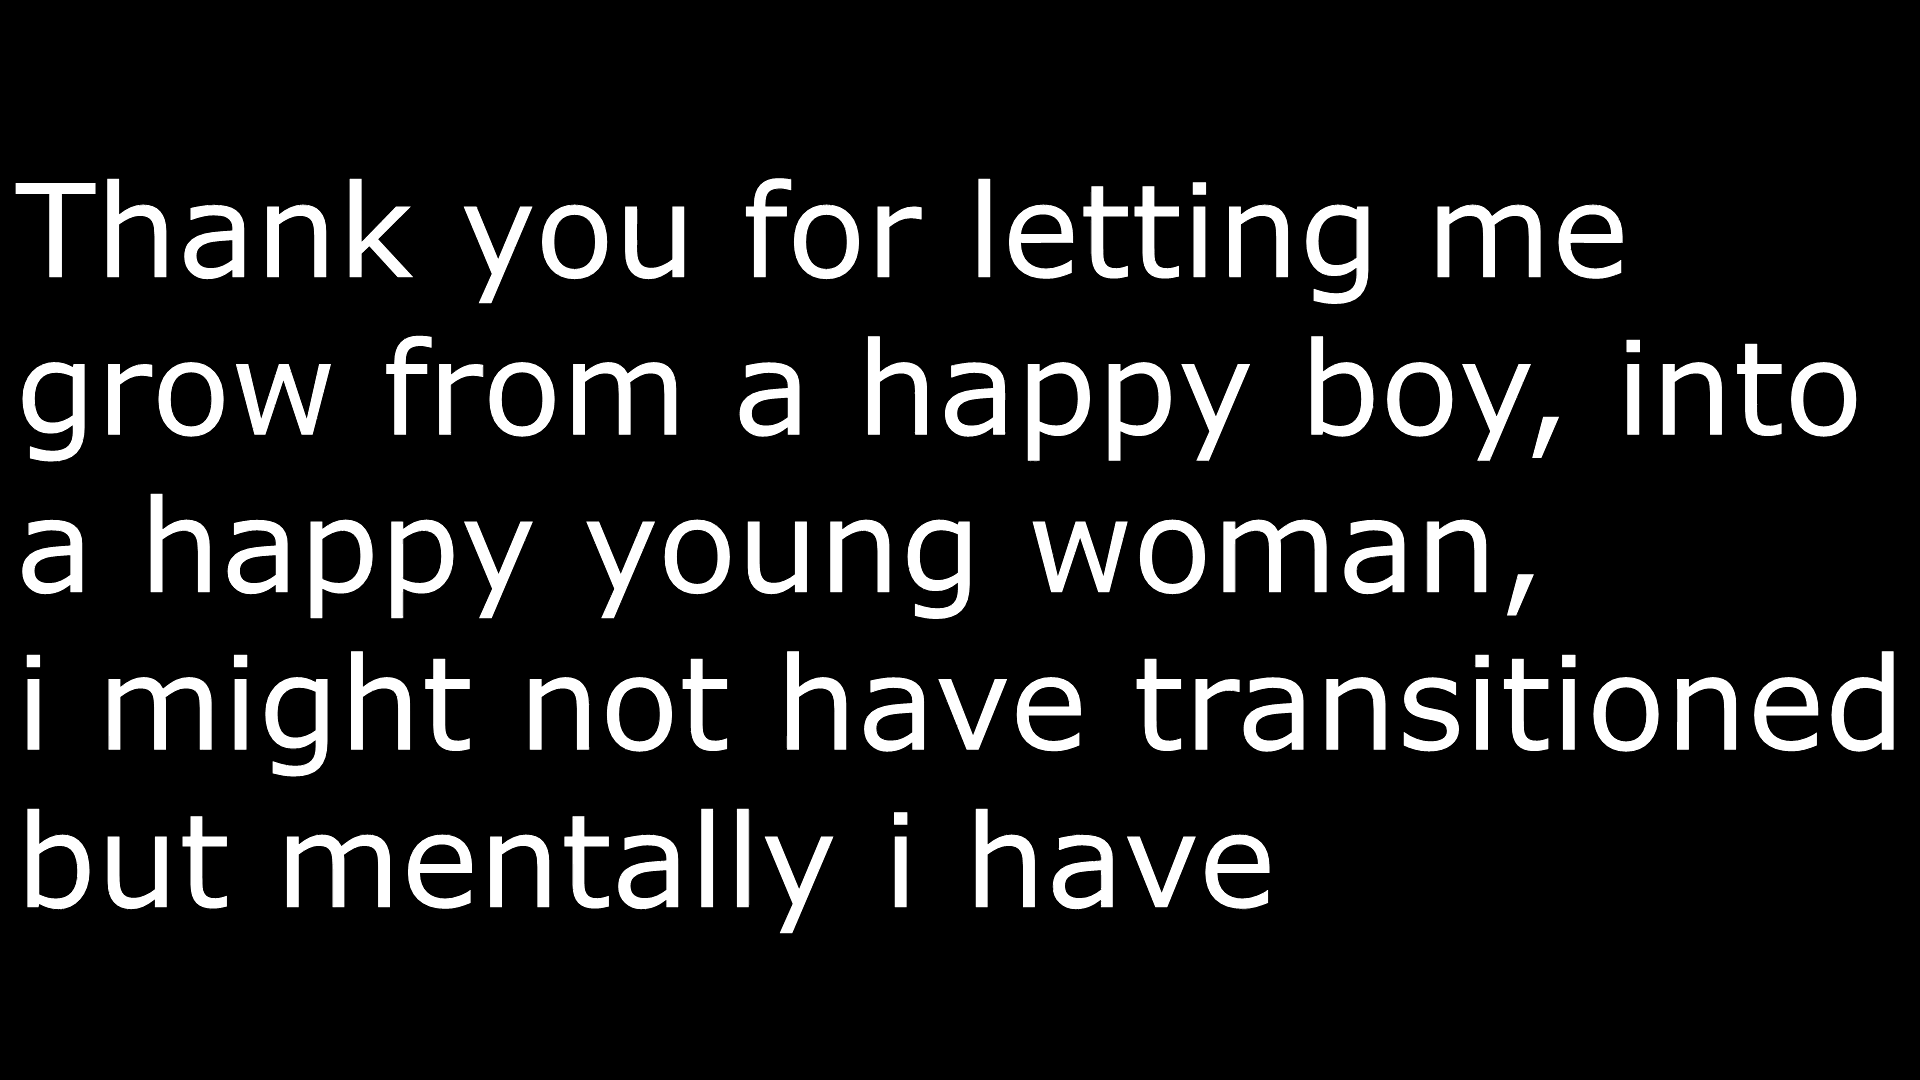 Thank you for letting me
grow from a happy boy, into
a happy young woman,
i might not have transitioned
but mentally i have